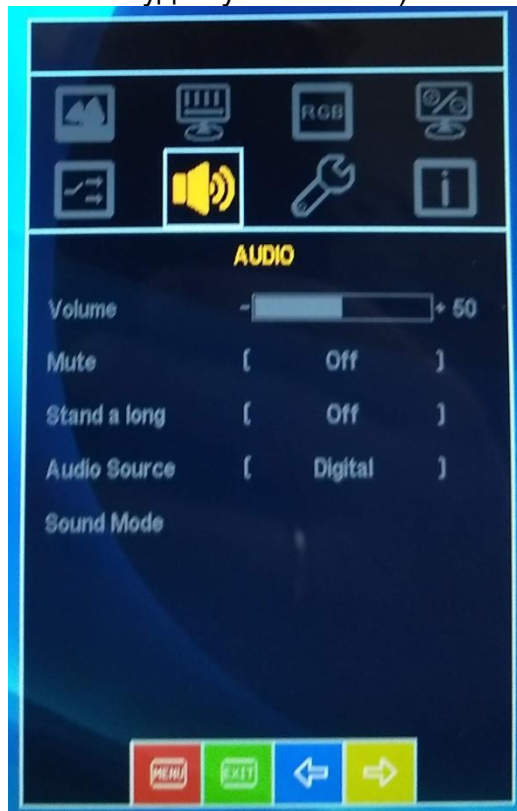 RGB
AUDIO
Volume - + 50
Mute [ Off ]
Stand a long [ Off ]
Audio Source [ Digital ]
Sound Mode
MENU EXIT